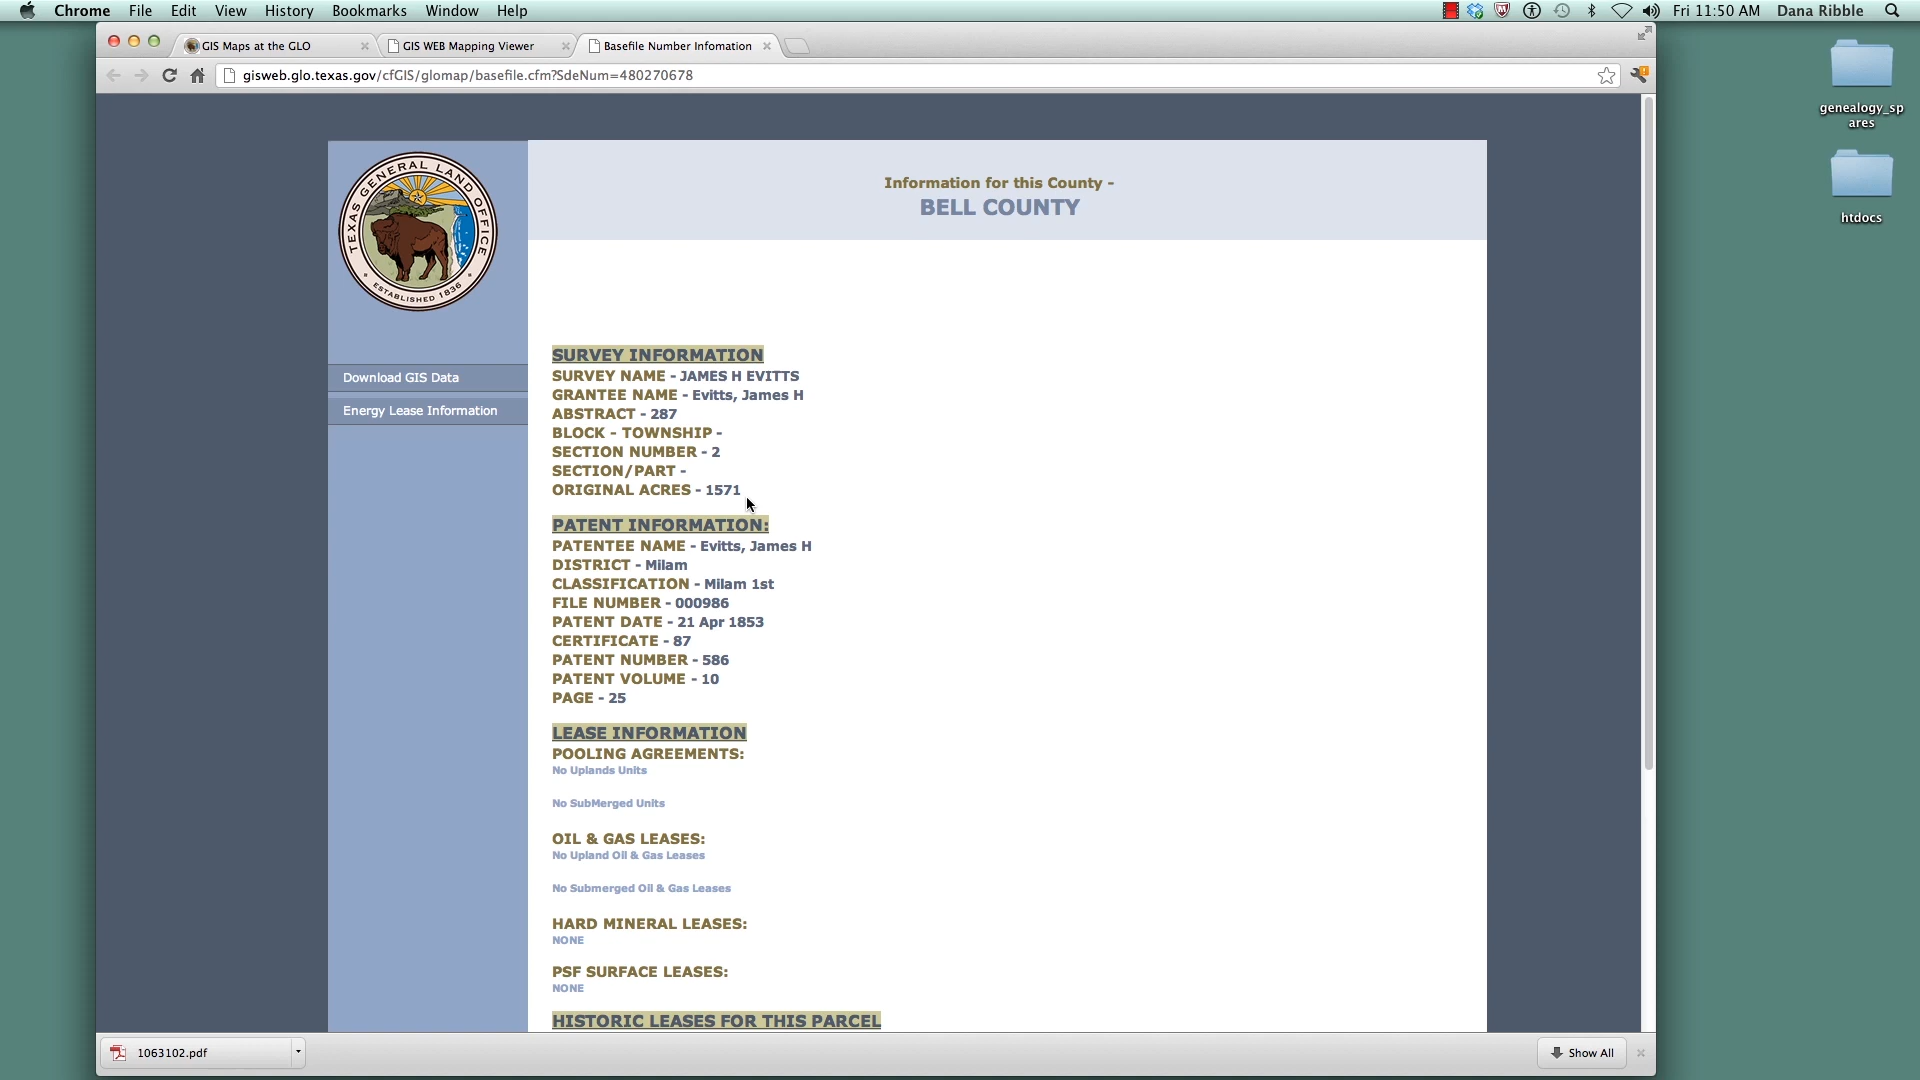 Chrome File Edit View History Bookmarks Window Help Fri 11:50 AM Dana Ribble
GIS Maps at the GLO
GIS WEB Mapping Viewer
Basefile Number Infomation
gisweb.glo.texas.gov/cfGIS/glomap/basefile.cfm?SdeNum=480270678
genealogy_sp
ares
htdocs
TEXAS GENERAL LAND OFFICE
ESTABLISHED 1836
Download GIS Data
Energy Lease Information
Information for this County -
BELL COUNTY
SURVEY INFORMATION
SURVEY NAME - JAMES H EVITTS
GRANTEE NAME - Evitts, James H
ABSTRACT - 287
BLOCK - TOWNSHIP -
SECTION NUMBER - 2
SECTION/PART -
ORIGINAL ACRES - 1571
PATENT INFORMATION:
PATENTEE NAME - Evitts, James H
DISTRICT - Milam
CLASSIFICATION - Milam 1st
FILE NUMBER - 000986
PATENT DATE - 21 Apr 1853
CERTIFICATE - 87
PATENT NUMBER - 586
PATENT VOLUME - 10
PAGE - 25
LEASE INFORMATION
POOLING AGREEMENTS:
No Uplands Units
No SubMerged Units
OIL & GAS LEASES:
No Upland Oil & Gas Leases
No Submerged Oil & Gas Leases
HARD MINERAL LEASES:
NONE
PSF SURFACE LEASES:
NONE
HISTORIC LEASES FOR THIS PARCEL
1063102.pdf
Show All